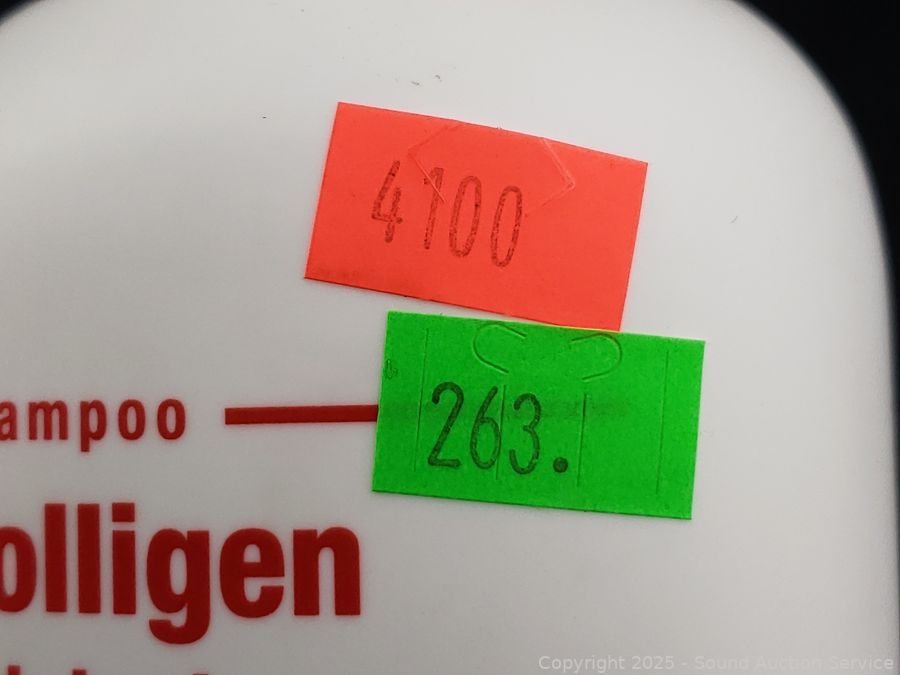 4100
263.
ampoo
olligen
Copyright 2025 - Sound Auction Service